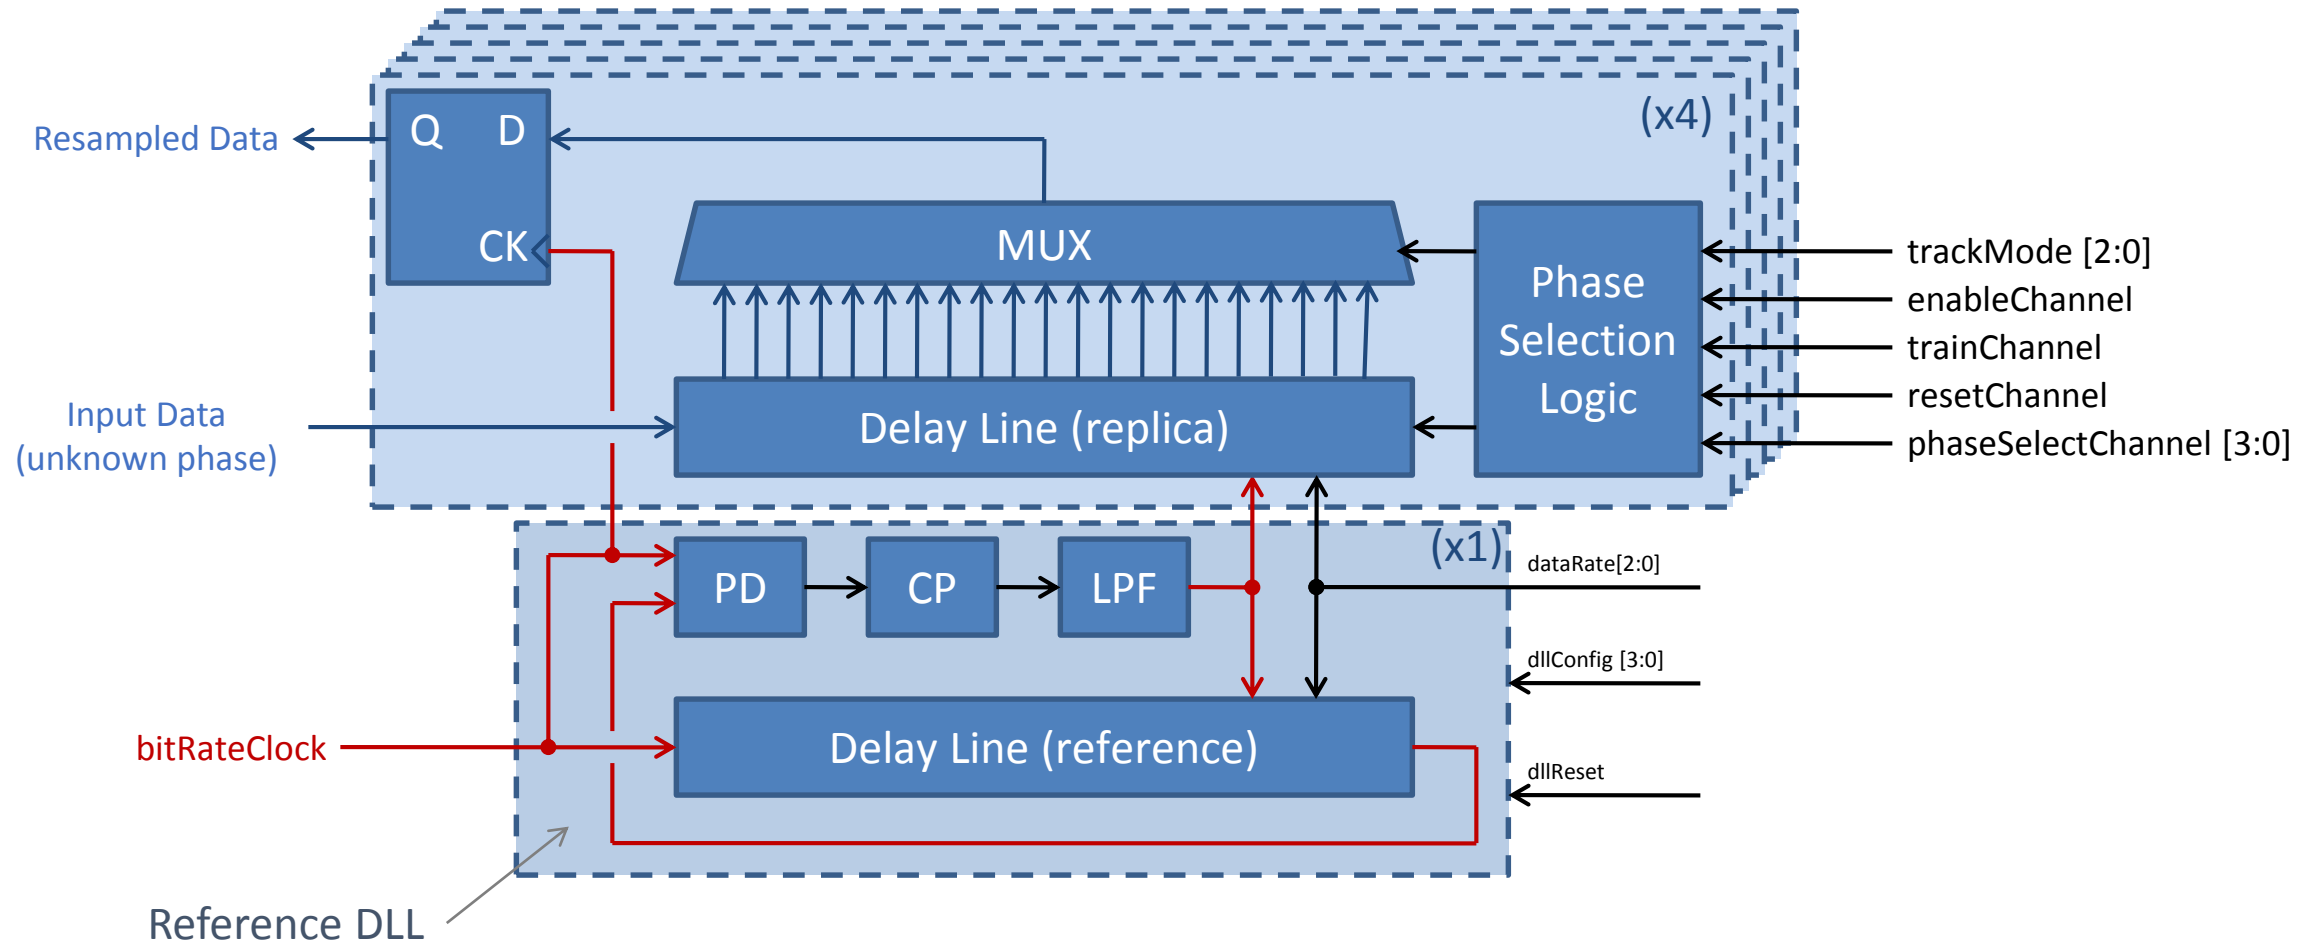 (x4)
Q
D
Resampled Data
CK
MUX
Phase
Selection
Logic
trackMode [2:0]
enableChannel
trainChannel
resetChannel
phaseSelectChannel [3:0]
Input Data
(unknown phase)
Delay Line (replica)
(x1)
PD
CP
LPF
dataRate[2:0]
dllConfig [3:0]
bitRateClock
Delay Line (reference)
dllReset
Reference DLL